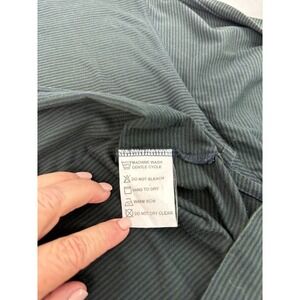 MACHINE WASH
GENTLE CYCLE
DO NOT BLEACH
HANG TO DRY
WARM IRON
DO NOT DRY CLEAN